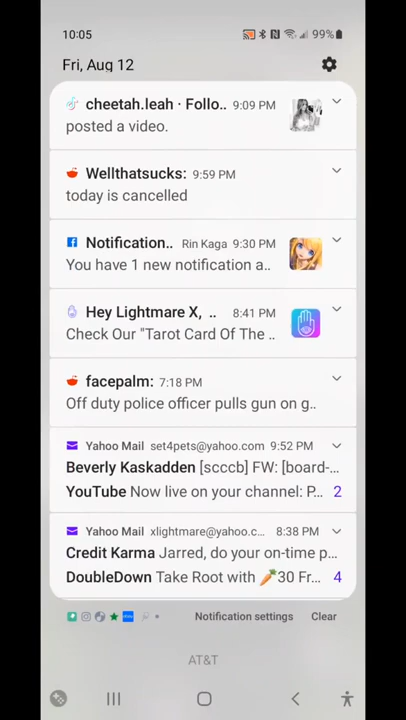 10:05 99%
Fri, Aug 12
cheetah.leah · Follo.. 9:09 PM
posted a video.
Wellthatsucks: 9:59 PM
today is cancelled
Notification.. Rin Kaga 9:30 PM
You have 1 new notification a..
Hey Lightmare X, .. 8:41 PM
Check Our "Tarot Card Of The ..
facepalm: 7:18 PM
Off duty police officer pulls gun on g..
Yahoo Mail set4pets@yahoo.com 9:52 PM
Beverly Kaskadden [scccb] FW: [board-...
YouTube Now live on your channel: P... 2
Yahoo Mail xlightmare@yahoo.c... 8:38 PM
Credit Karma Jarred, do your on-time p...
DoubleDown Take Root with 🥕30 Fr... 4
Notification settings Clear
AT&T